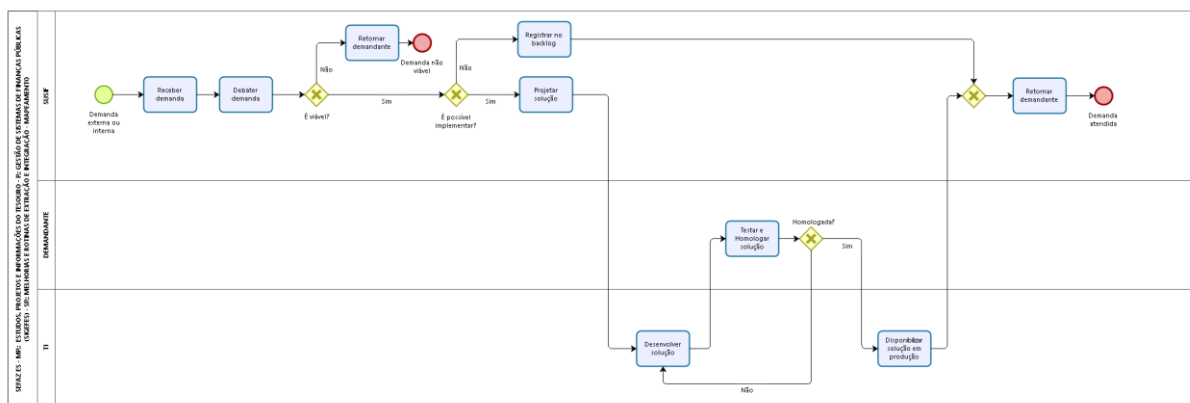 SEFAZ ES - MP: ESTUDOS, PROJETOS E INFORMAÇÕES DO TESOURO - P: GESTÃO DE SISTEMAS DE FINANÇAS PÚBLICAS
(SIGEFES) - SP: MELHORIAS E ROTINAS DE EXTRAÇÃO E INTEGRAÇÃO - MAPEAMENTO
Demanda
externa ou
interna
Receber
demanda
Debater
demanda
É viável?
Não
Retornar
demandante
Demanda não
viável
Sim
É possível
implementar?
Não
Registrar no
backlog
Sim
Projetar
solução
Retornar
demandante
Demanda
atendida
DEMANDANTE
Testar e
Homologar
solução
Homologada?
Sim
TI
Desenvolver
solução
Não
Disponibilizar
solução em
produção